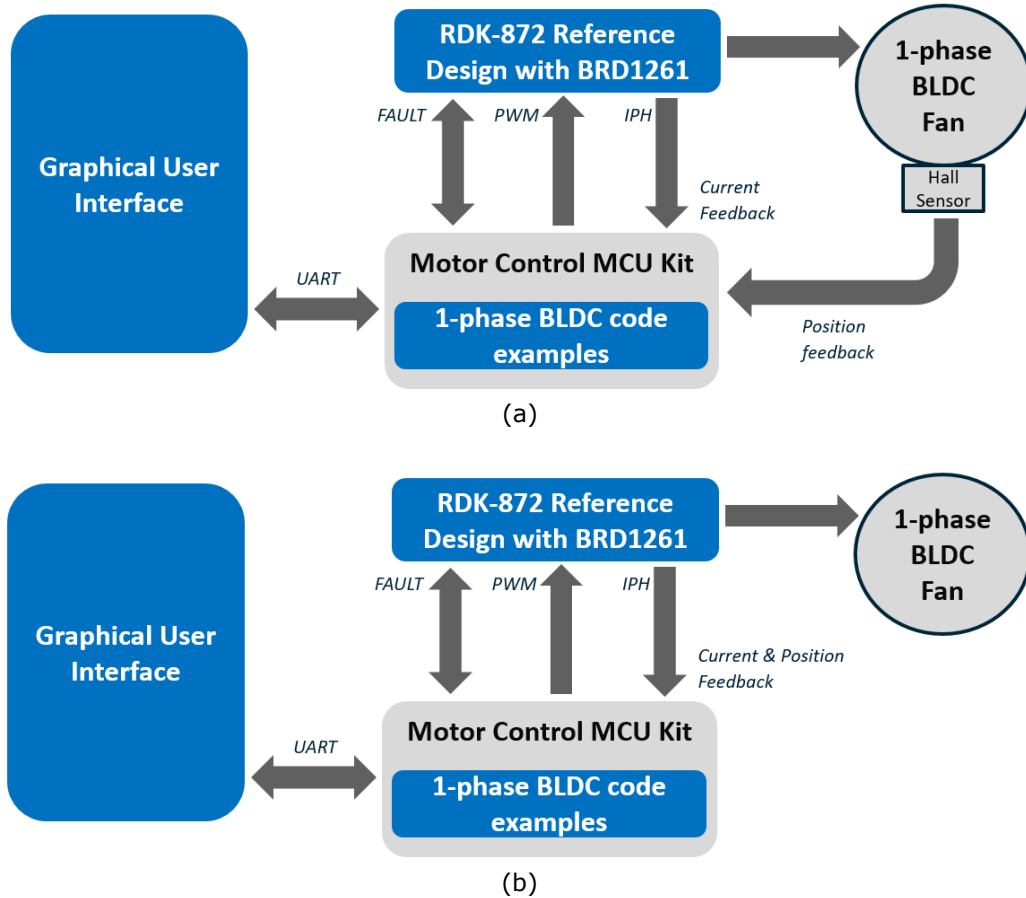 RDK-872 Reference
Design with BRD1261
1-phase
BLDC
Fan
FAULT
PWM
IPH
Graphical User
Interface
Hall
Sensor
Current
Feedback
Motor Control MCU Kit
UART
1-phase BLDC code
examples
Position
feedback
(a)
RDK-872 Reference
Design with BRD1261
1-phase
BLDC
Fan
FAULT
PWM
IPH
Graphical User
Interface
Current & Position
Feedback
Motor Control MCU Kit
UART
1-phase BLDC code
examples
(b)